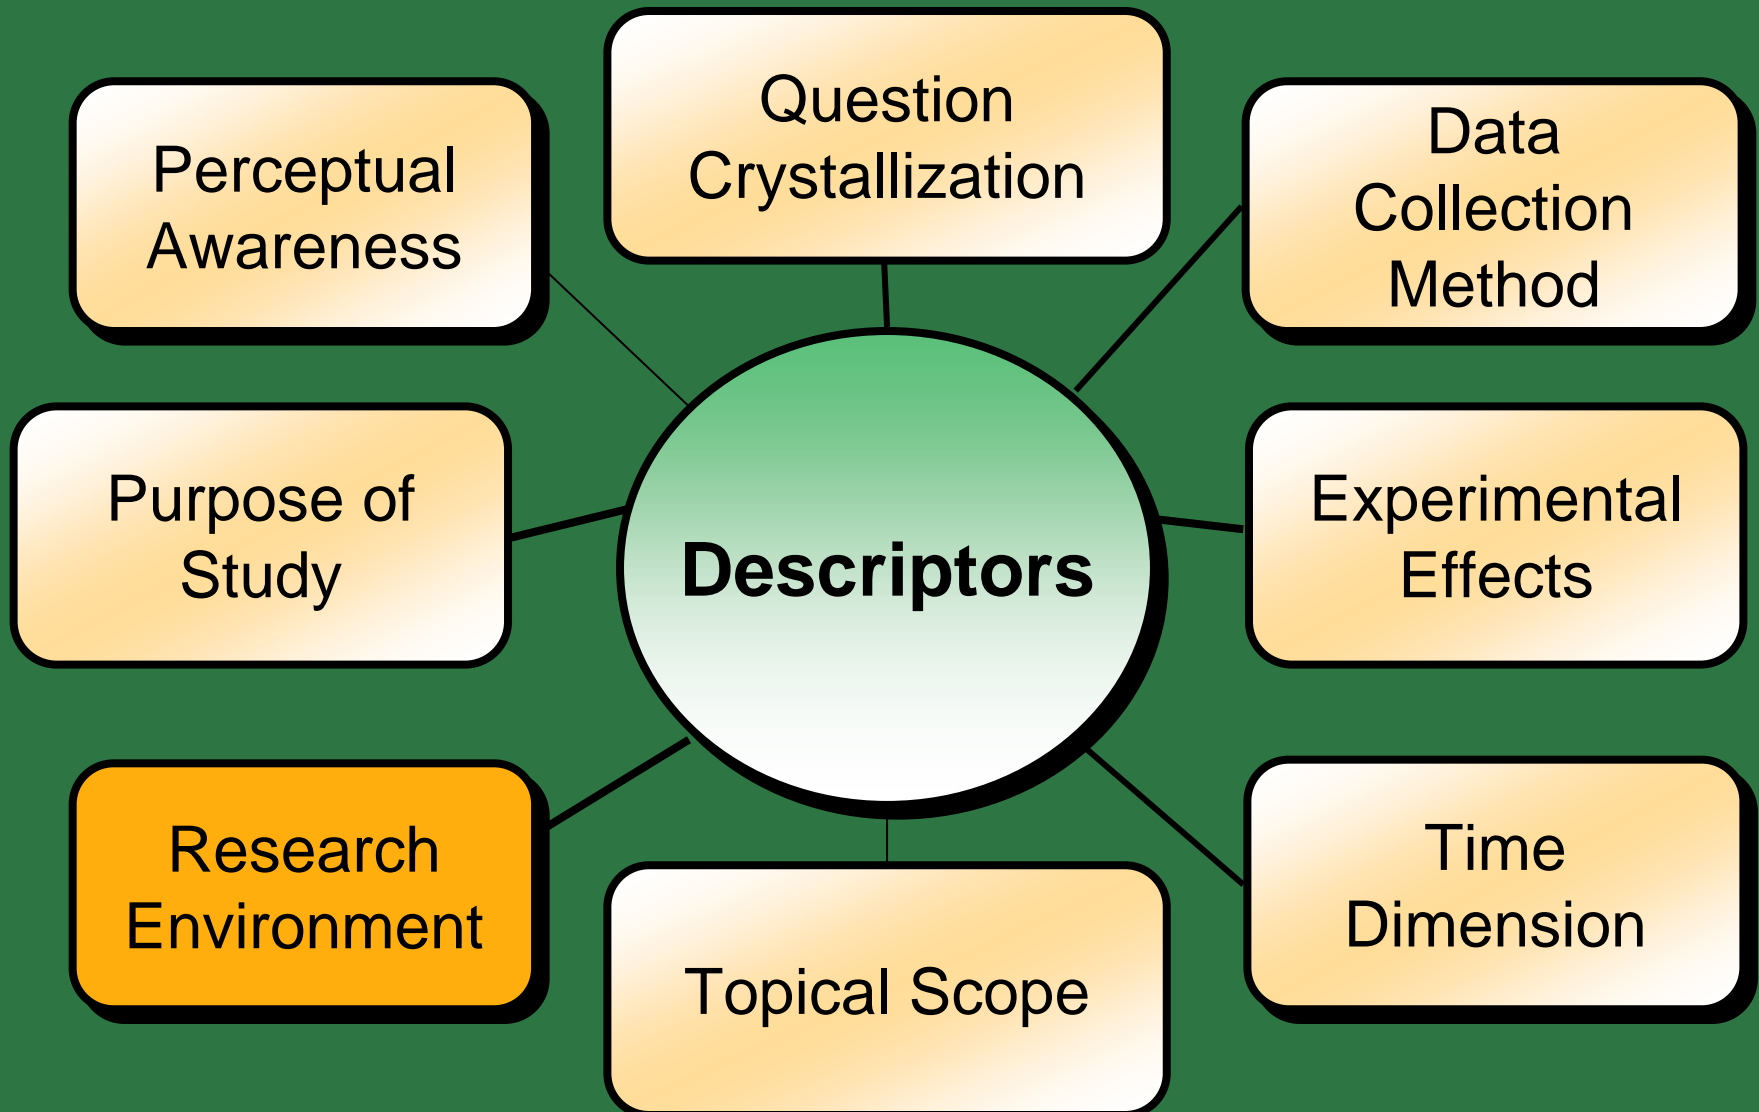 Question
Crystallization
Perceptual
Awareness
Data
Collection
Method
Purpose of
Study
Descriptors
Experimental
Effects
Research
Environment
Topical Scope
Time
Dimension